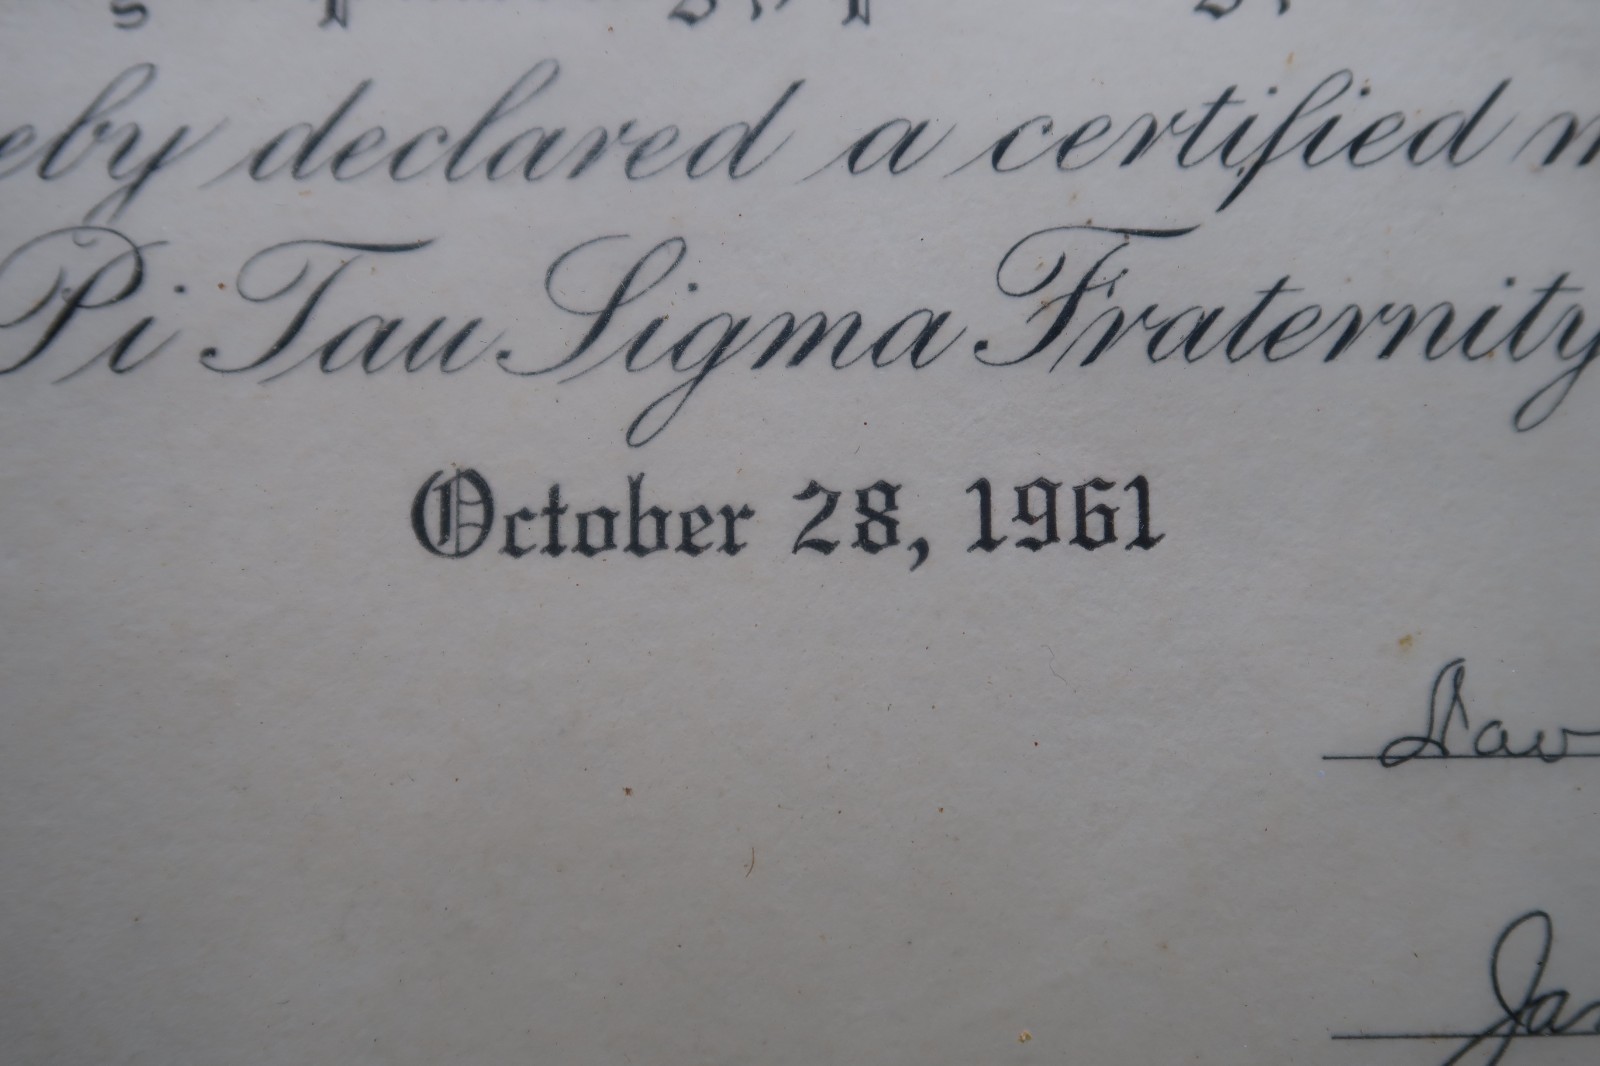 declared a certified
Pi Tau Sigma Fraternity
October 28, 1961